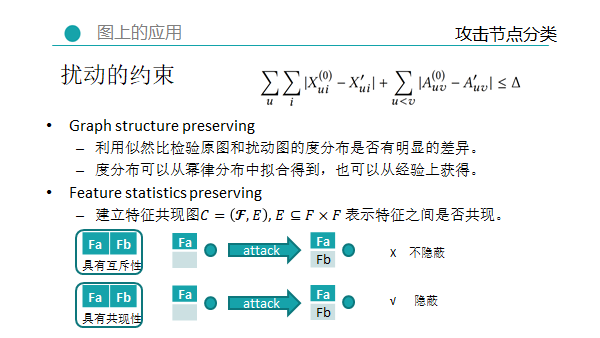 图上的应用
攻击节点分类
扰动的约束
$\sum_{u}\sum_{i}|X_{ui}^{(0)} - X'_{ui}| + \sum_{u<v}|A_{uv}^{(0)} - A'_{uv}| \leq \Delta$
• Graph structure preserving
– 利用似然比检验原图和扰动图的度分布是否有明显的差异。
– 度分布可以从幂律分布中拟合得到，也可以从经验上获得。
• Feature statistics preserving
– 建立特征共现图C = (ℱ, E), E ⊆ F × F 表示特征之间是否共现。
Fa Fb
具有互斥性
Fa
attack
Fa
Fb
x 不隐蔽
Fa Fb
具有共现性
Fa
attack
Fa
Fb
√ 隐蔽